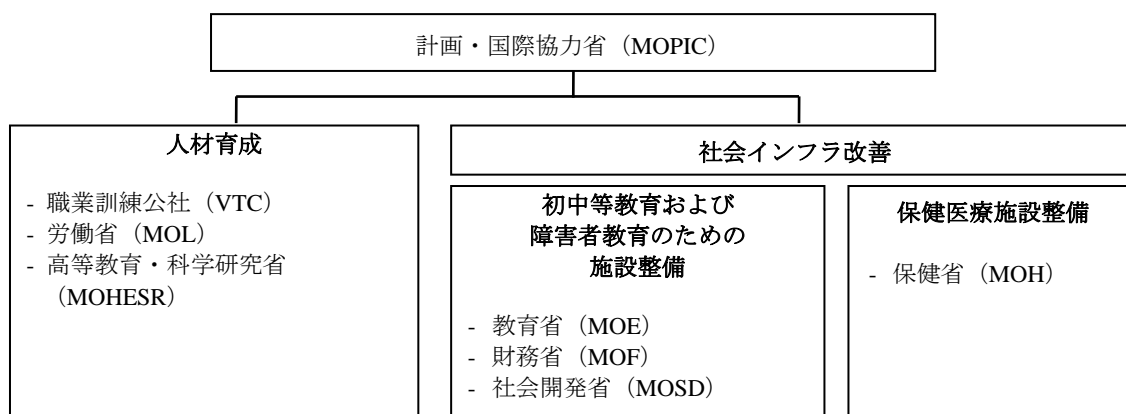 計画・国際協力省（MOPIC）
人材育成
- 職業訓練公社（VTC）
- 労働省（MOL）
- 高等教育・科学研究省
（MOHESR）
社会インフラ改善
初中等教育および
障害者教育のための
施設整備
- 教育省（MOE）
- 財務省（MOF）
- 社会開発省（MOSD）
保健医療施設整備
- 保健省（MOH）